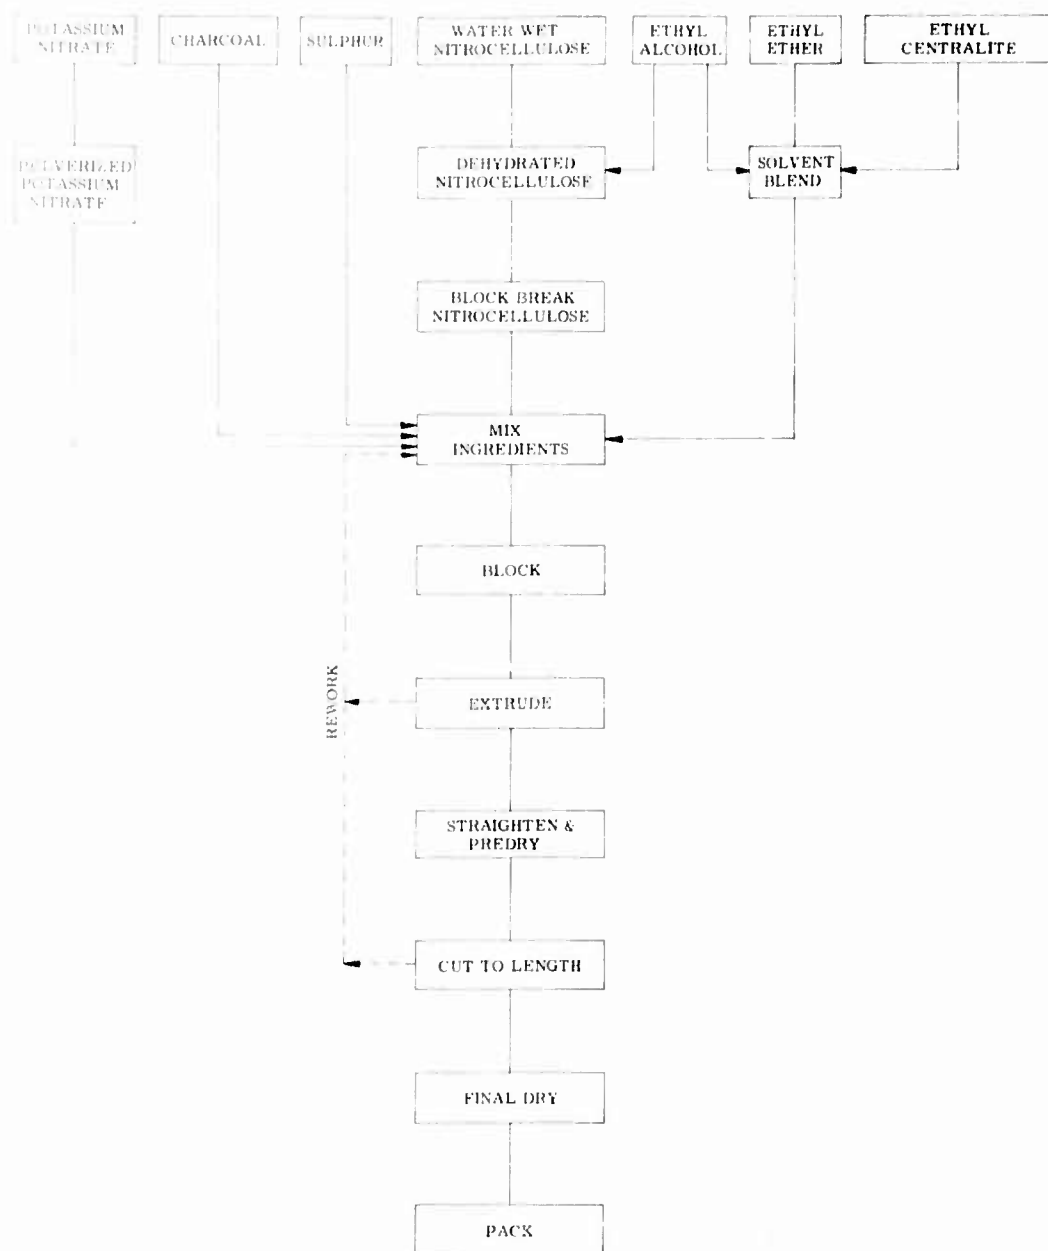 POTASSIUM
NITRATE
CHARCOAL
SULPHUR
WATER WET
NITROCELLULOSE
ETHYL
ALCOHOL
ETHYL
ETHER
ETHYL
CENTRALITE
PULVERIZED
POTASSIUM
NITRATE
DEHYDRATED
NITROCELLULOSE
SOLVENT
BLEND
BLOCK BREAK
NITROCELLULOSE
MIX
INGREDIENTS
BLOCK
REWORK
EXTRUDE
STRAIGHTEN &
PREDRY
CUT TO LENGTH
FINAL DRY
PACK